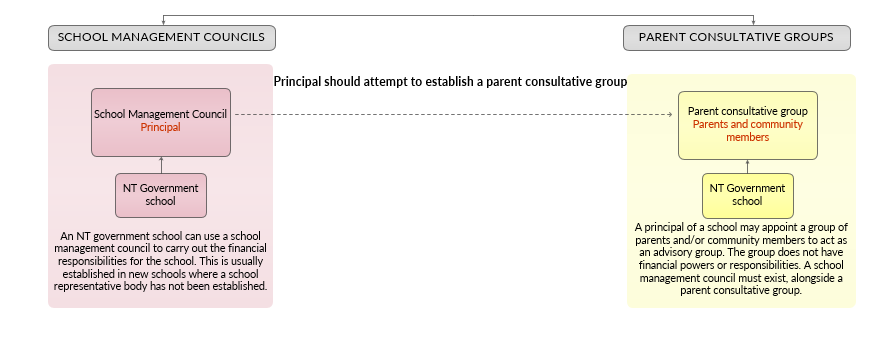 SCHOOL MANAGEMENT COUNCILS
PARENT CONSULTATIVE GROUPS
Principal should attempt to establish a parent consultative group
School Management Council
Principal
NT Government
school
An NT government school can use a school
management council to carry out the financial
responsibilities for the school. This is usually
established in new schools where a school
representative body has not been established.
Parent consultative group
Parents and community
members
NT Government
school
A principal of a school may appoint a group of
parents and/or community members to act as
an advisory group. The group does not have
financial powers or responsibilities. A school
management council must exist, alongside a
parent consultative group.